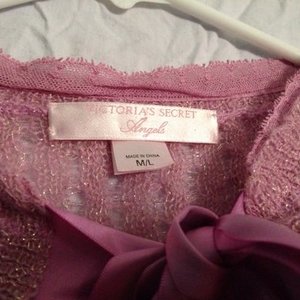 VICTORIA'S SECRET
Angels
MADE IN CHINA
M/L